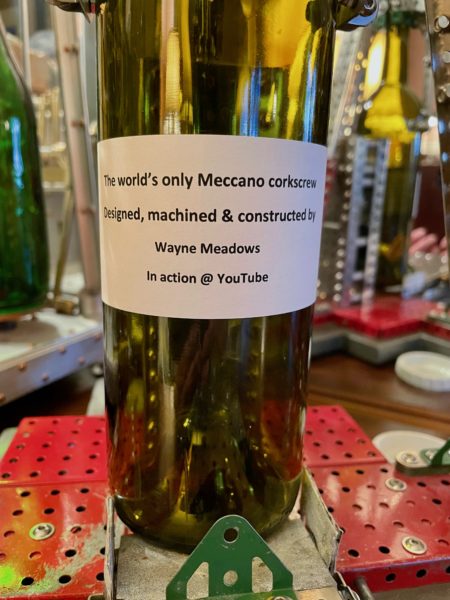 The world's only Meccano corkscrew
Designed, machined & constructed by
Wayne Meadows
In action @ YouTube